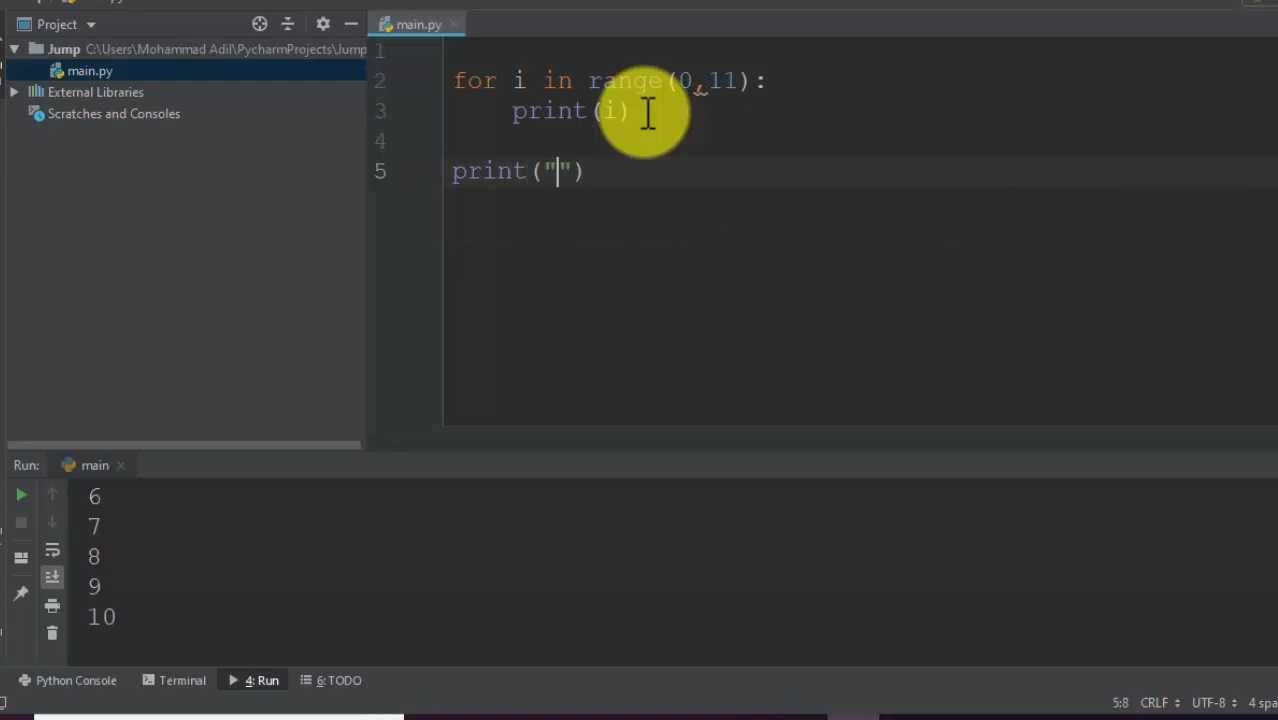 Project
main.py
Jump C:\Users\Mohammad Adil\PycharmProjects\Jump
main.py
External Libraries
Scratches and Consoles
1
2 for i in range(0,11):
3 print(i)
4
5 print("")
Run: main
6
7
8
9
10
Python Console Terminal 4: Run 6: TODO
5:8 CRLF UTF-8 4 spa